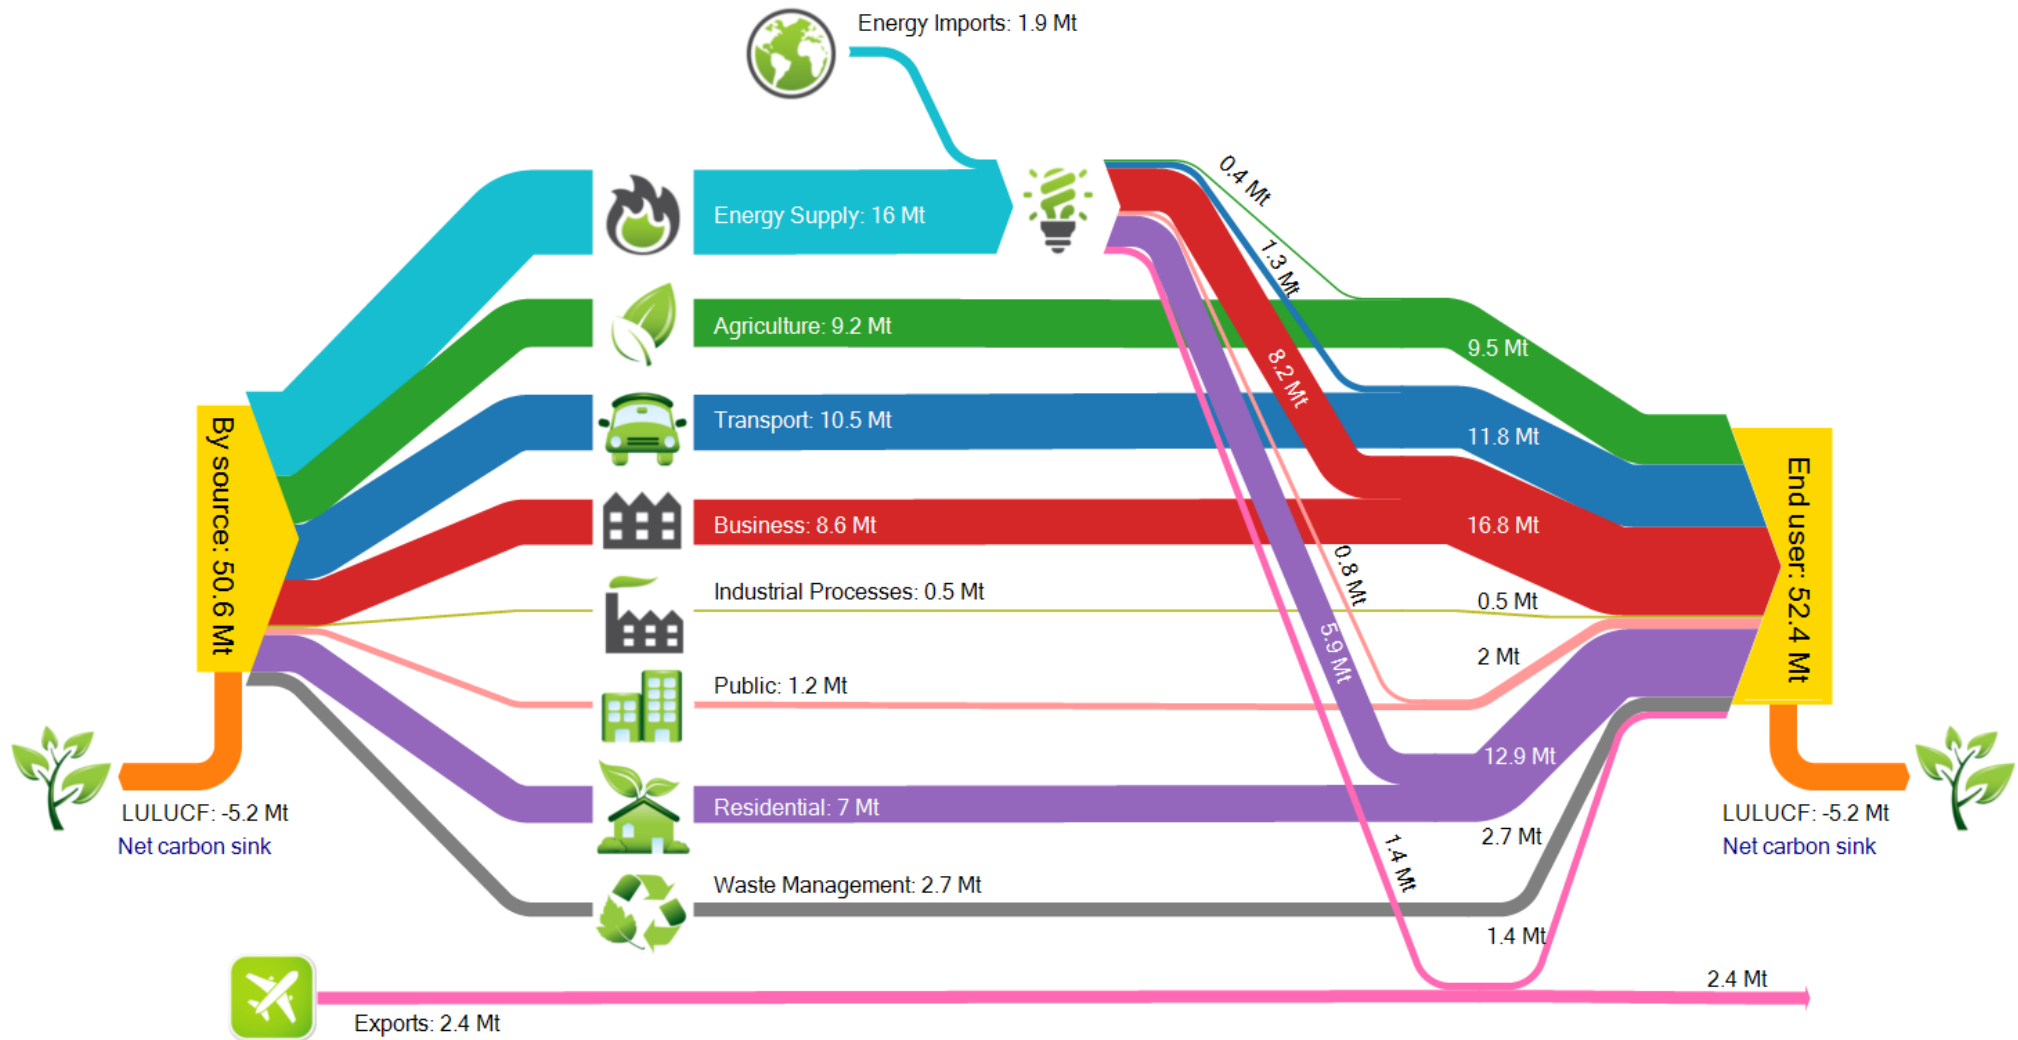 Energy Imports: 1.9 Mt
Energy Supply: 16 Mt
0.4 Mt
1.3 Mt
Agriculture: 9.2 Mt
9.5 Mt
8.2 Mt
Transport: 10.5 Mt
11.8 Mt
By source: 50.6 Mt
End user: 52.4 Mt
Business: 8.6 Mt
16.8 Mt
0.8 Mt
Industrial Processes: 0.5 Mt
0.5 Mt
5.9 Mt
2 Mt
Public: 1.2 Mt
12.9 Mt
Residential: 7 Mt
LULUCF: -5.2 Mt
Net carbon sink
LULUCF: -5.2 Mt
Net carbon sink
2.7 Mt
1.4 Mt
Waste Management: 2.7 Mt
1.4 Mt
2.4 Mt
Exports: 2.4 Mt